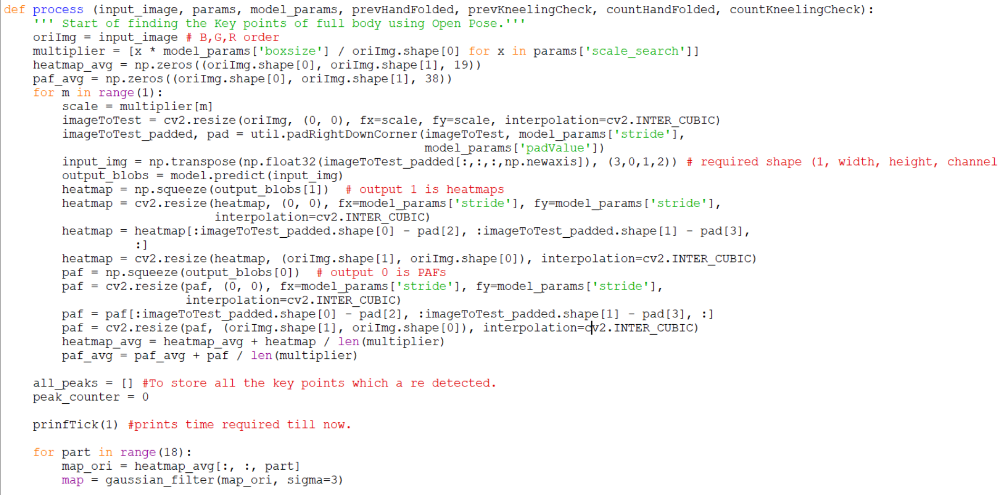 def process (input_image, params, model_params, prevHandFolded, prevKneelingCheck, countHandFolded, countKneelingCheck):
    ''' Start of finding the Key points of full body using Open Pose.'''
    oriImg = input_image # B,G,R order
    multiplier = [x * model_params['boxsize'] / oriImg.shape[0] for x in params['scale_search']]
    heatmap_avg = np.zeros((oriImg.shape[0], oriImg.shape[1], 19))
    paf_avg = np.zeros((oriImg.shape[0], oriImg.shape[1], 38))
    for m in range(1):
        scale = multiplier[m]
        imageToTest = cv2.resize(oriImg, (0, 0), fx=scale, fy=scale, interpolation=cv2.INTER_CUBIC)
        imageToTest_padded, pad = util.padRightDownCorner(imageToTest, model_params['stride'],
                                                          model_params['padValue'])
        input_img = np.transpose(np.float32(imageToTest_padded[:,:,:,np.newaxis]), (3,0,1,2)) # required shape (1, width, height, channel
        output_blobs = model.predict(input_img)
        heatmap = np.squeeze(output_blobs[1])  # output 1 is heatmaps
        heatmap = cv2.resize(heatmap, (0, 0), fx=model_params['stride'], fy=model_params['stride'],
                             interpolation=cv2.INTER_CUBIC)
        heatmap = heatmap[:imageToTest_padded.shape[0] - pad[2], :imageToTest_padded.shape[1] - pad[3],
                  :]
        heatmap = cv2.resize(heatmap, (oriImg.shape[1], oriImg.shape[0]), interpolation=cv2.INTER_CUBIC)
        paf = np.squeeze(output_blobs[0])  # output 0 is PAFs
        paf = cv2.resize(paf, (0, 0), fx=model_params['stride'], fy=model_params['stride'],
                         interpolation=cv2.INTER_CUBIC)
        paf = paf[:imageToTest_padded.shape[0] - pad[2], :imageToTest_padded.shape[1] - pad[3], :]
        paf = cv2.resize(paf, (oriImg.shape[1], oriImg.shape[0]), interpolation=cv2.INTER_CUBIC)
        heatmap_avg = heatmap_avg + heatmap / len(multiplier)
        paf_avg = paf_avg + paf / len(multiplier)

    all_peaks = [] #To store all the key points which a re detected.
    peak_counter = 0

    prinfTick(1) #prints time required till now.

    for part in range(18):
        map_ori = heatmap_avg[:, :, part]
        map = gaussian_filter(map_ori, sigma=3)